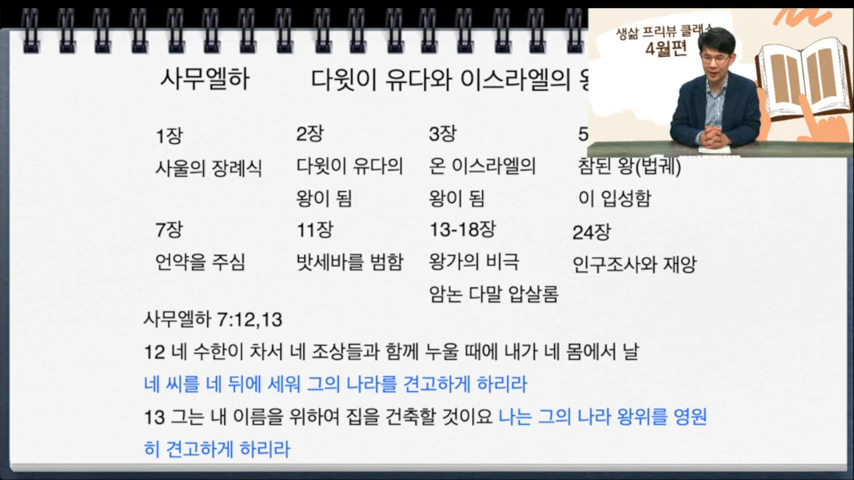 생삶 프리뷰 클래스
4월편
사무엘하
다윗이 유다와 이스라엘의
1장
사울의 장례식
2장
다윗이 유다의
왕이 됨
3장
온 이스라엘의
왕이 됨
5
참된 왕(법궤)
이 입성함
7장
언약을 주심
11장
밧세바를 범함
13-18장
왕가의 비극
암논 다말 압살롬
24장
인구조사와 재앙
사무엘하 7:12,13
12 네 수한이 차서 네 조상들과 함께 누울 때에 내가 네 몸에서 날
네 씨를 네 뒤에 세워 그의 나라를 견고하게 하리라
13 그는 내 이름을 위하여 집을 건축할 것이요 나는 그의 나라 왕위를 영원
히 견고하게 하리라